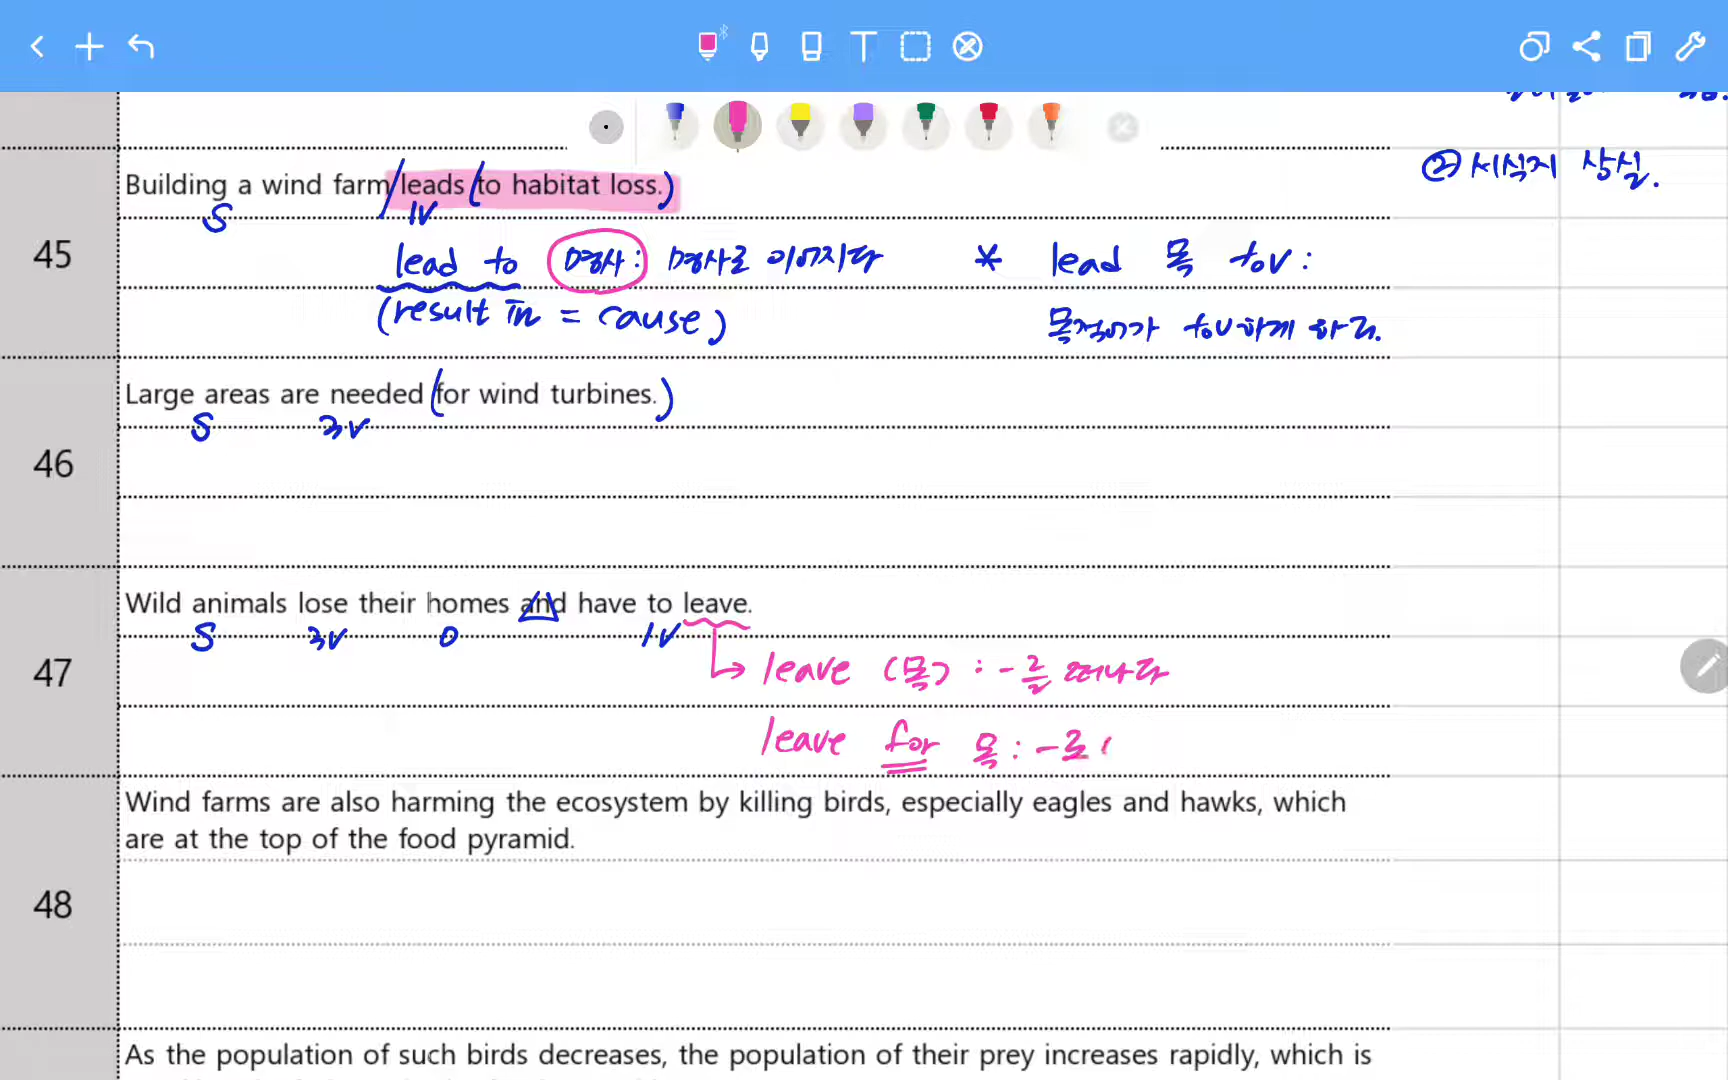 ② 서식지 상실.
Building a wind farm leads to habitat loss.
S 1V
45
lead to 명사: 명사로 이어지다 * lead 목 toV:
(result in = cause) 목적어가 toV하게 하다.
Large areas are needed for wind turbines.
S 3V
46
Wild animals lose their homes and have to leave.
S 3V O 1V
47
leave (목) : -를 떠나다
leave for 목 : -로
Wind farms are also harming the ecosystem by killing birds, especially eagles and hawks, which
are at the top of the food pyramid.
48
As the population of such birds decreases, the population of their prey increases rapidly, which is